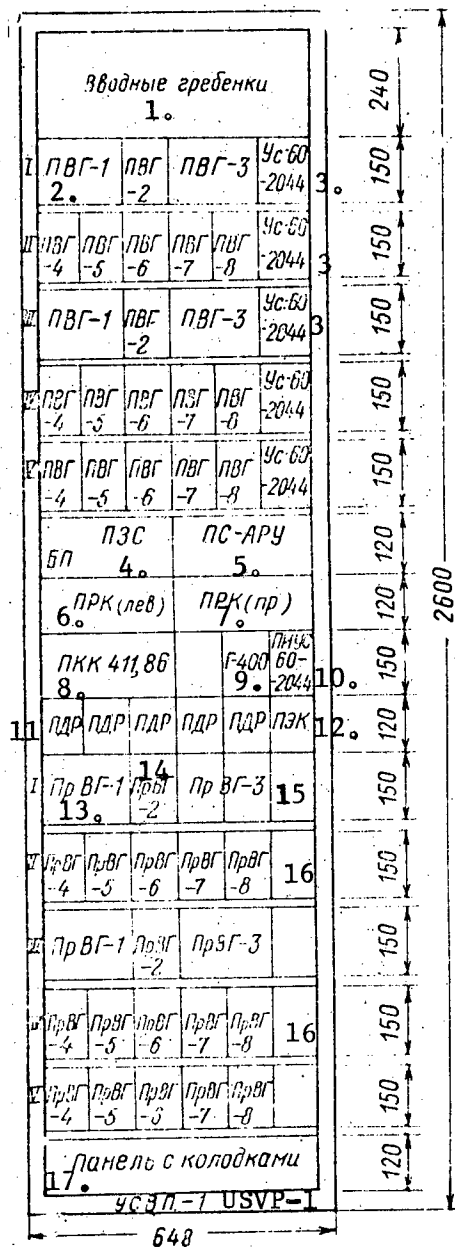 Вводные гребенки
1.
240
I ПВГ-1 ПВГ-2 ПВГ-3 Ус-60-2044
2. 3. 150
II ПВГ-4 ПВГ-5 ПВГ-6 ПВГ-7 ПВГ-8 Ус-60-2044 3 150
III ПВГ-1 ПВГ-2 ПВГ-3 Ус-60-2044 3 150
IV ПВГ-4 ПВГ-5 ПВГ-6 ПВГ-7 ПВГ-8 Ус-60-2044 150
V ПВГ-4 ПВГ-5 ПВГ-6 ПВГ-7 ПВГ-8 Ус-60-2044 150
ПЗС ПС-АРУ 120
БП 4. 5.
2600
ПРК(лев) ПРК(пр) 120
6. 7.
ПКК 411,86 Г-400 ПНУС 60-2044 150
8. 9. 10.
11 ПДР ПДР ПДР ПДР ПДР ПЭК 12. 120
I ПрВГ-1 14 ПрВГ-2 ПрВГ-3 15 150
13.
II ПрВГ-4 ПрВГ-5 ПрВГ-6 ПрВГ-7 ПрВГ-8 16 150
III ПрВГ-1 ПрВГ-2 ПрВГ-3 150
ПрВГ-4 ПрВГ-5 ПрВГ-6 ПрВГ-7 ПрВГ-8 16 150
V ПрВГ-4 ПрВГ-5 ПрВГ-6 ПрВГ-7 ПрВГ-8 150
Панель с колодками 120
17.
УСВП-1 USVP-1
648